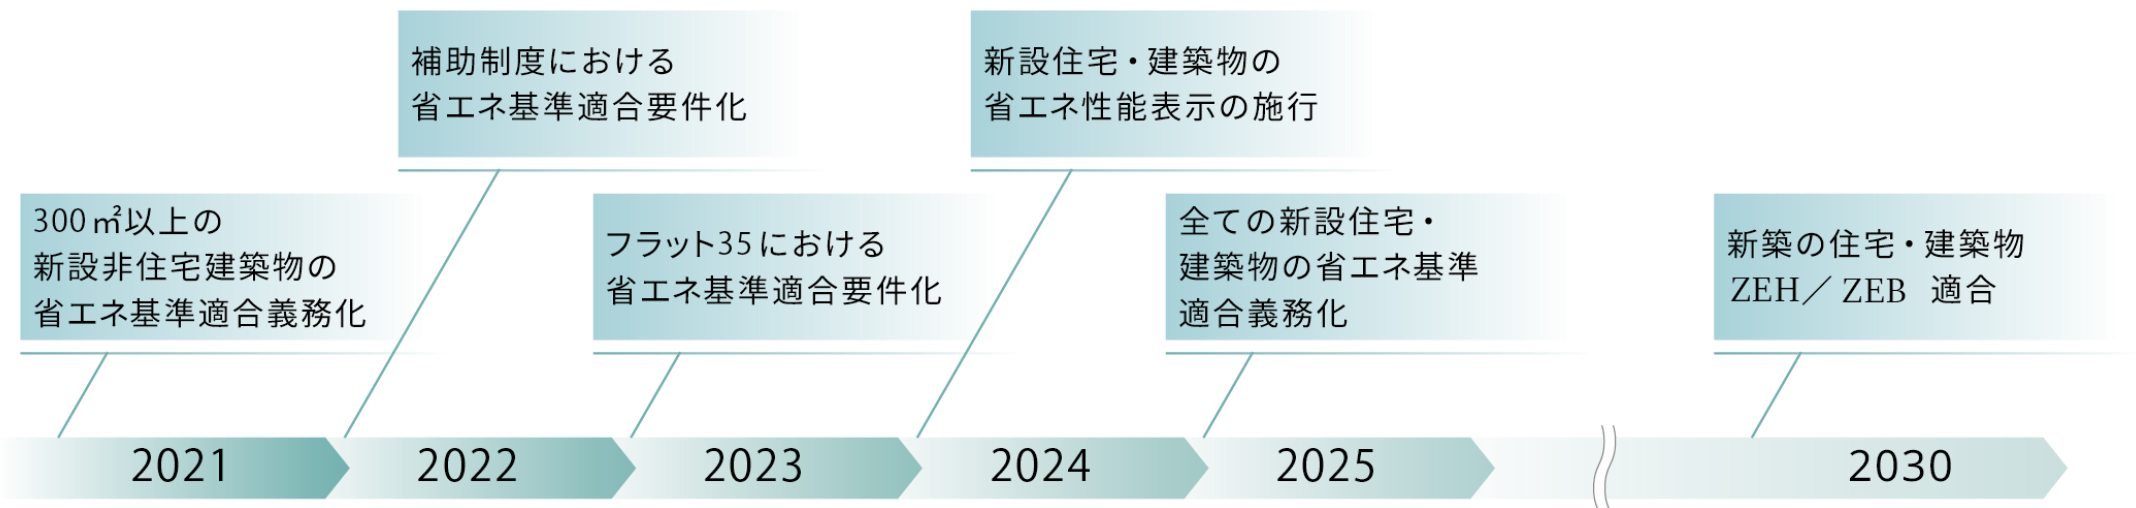 補助制度における
省エネ基準適合要件化
新設住宅・建築物の
省エネ性能表示の施行
300㎡以上の
新設非住宅建築物の
省エネ基準適合義務化
フラット35における
省エネ基準適合要件化
全ての新設住宅・
建築物の省エネ基準
適合義務化
新築の住宅・建築物
ZEH／ZEB 適合
2021
2022
2023
2024
2025
2030